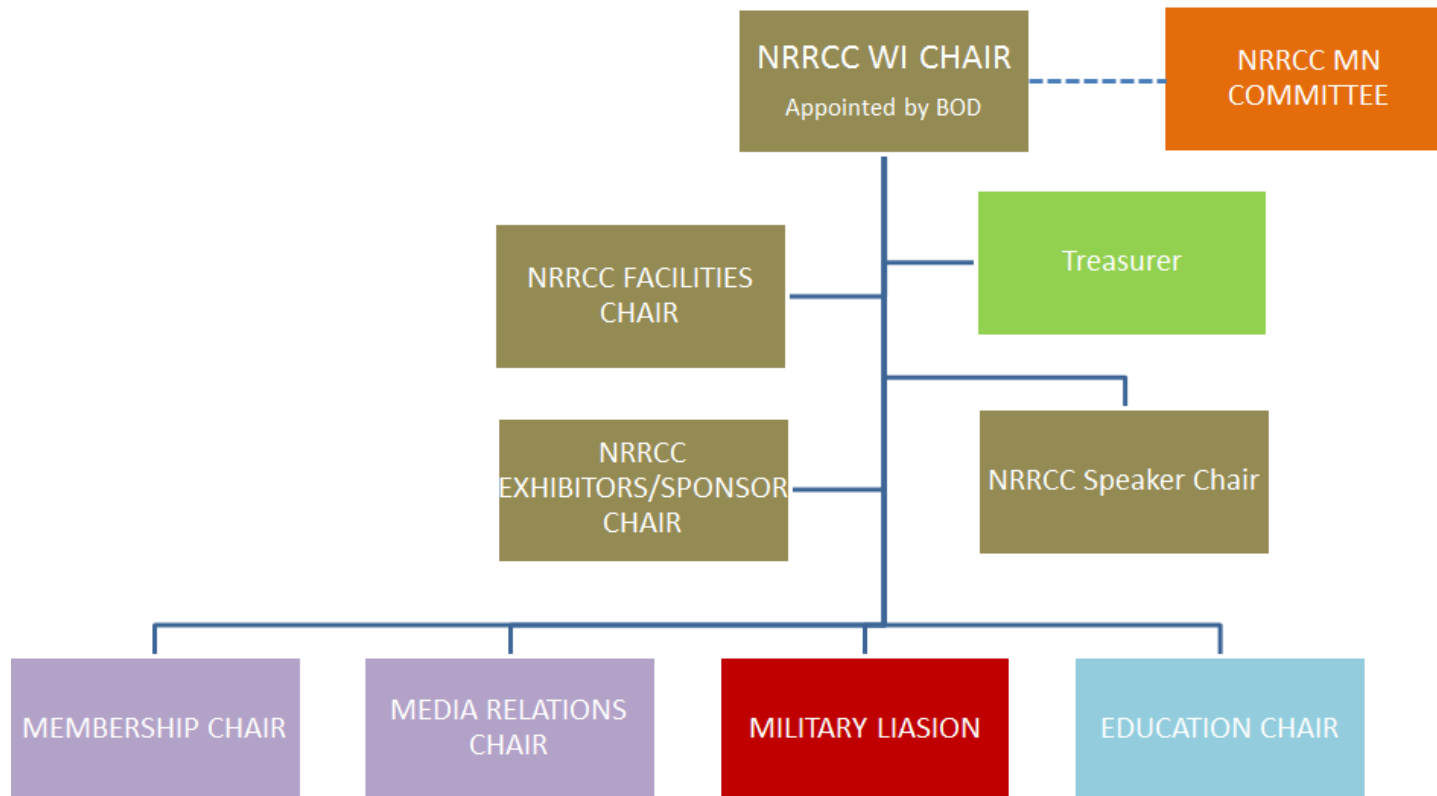 NRRCC WI CHAIR
Appointed by BOD
NRRCC MN
COMMITTEE
Treasurer
NRRCC FACILITIES
CHAIR
NRRCC
EXHIBITORS/SPONSOR
CHAIR
NRRCC Speaker Chair
MEMBERSHIP CHAIR
MEDIA RELATIONS
CHAIR
MILITARY LIASION
EDUCATION CHAIR